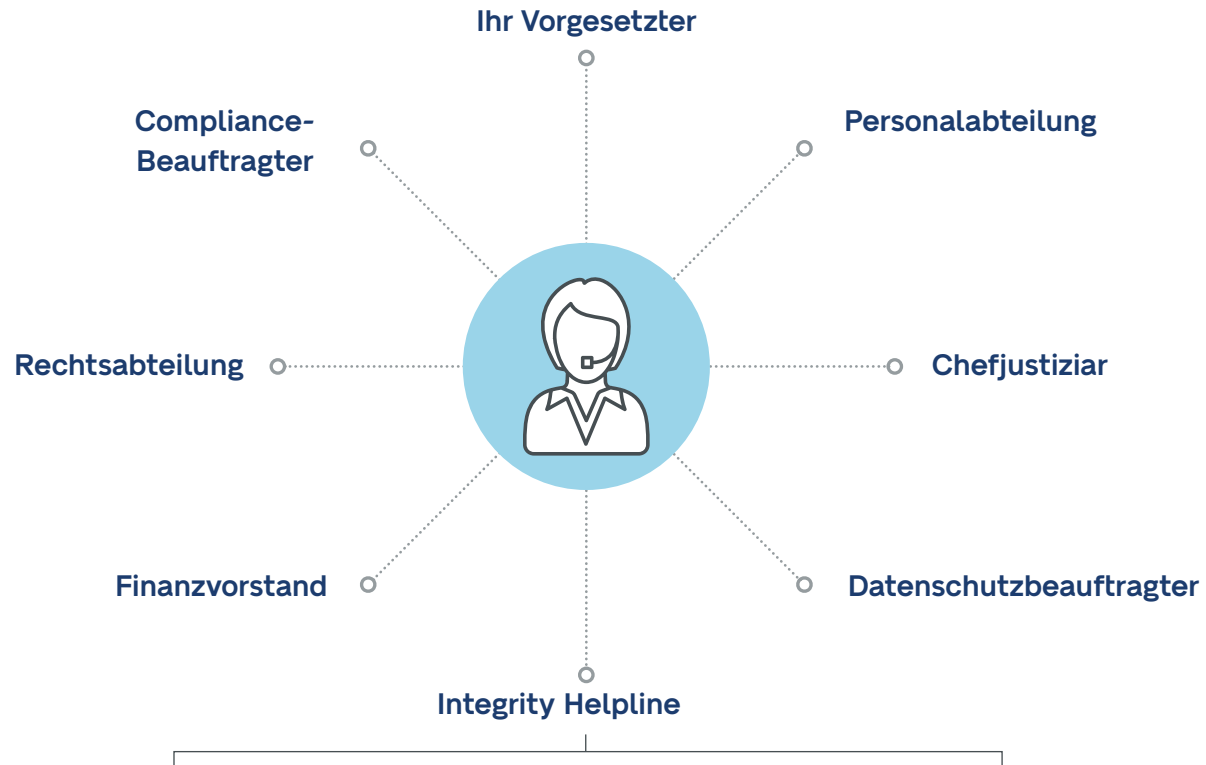 Ihr Vorgesetzter
Compliance-
Beauftragter
Personalabteilung
Rechtsabteilung
Chefjustiziar
Finanzvorstand
Datenschutzbeauftragter
Integrity Helpline